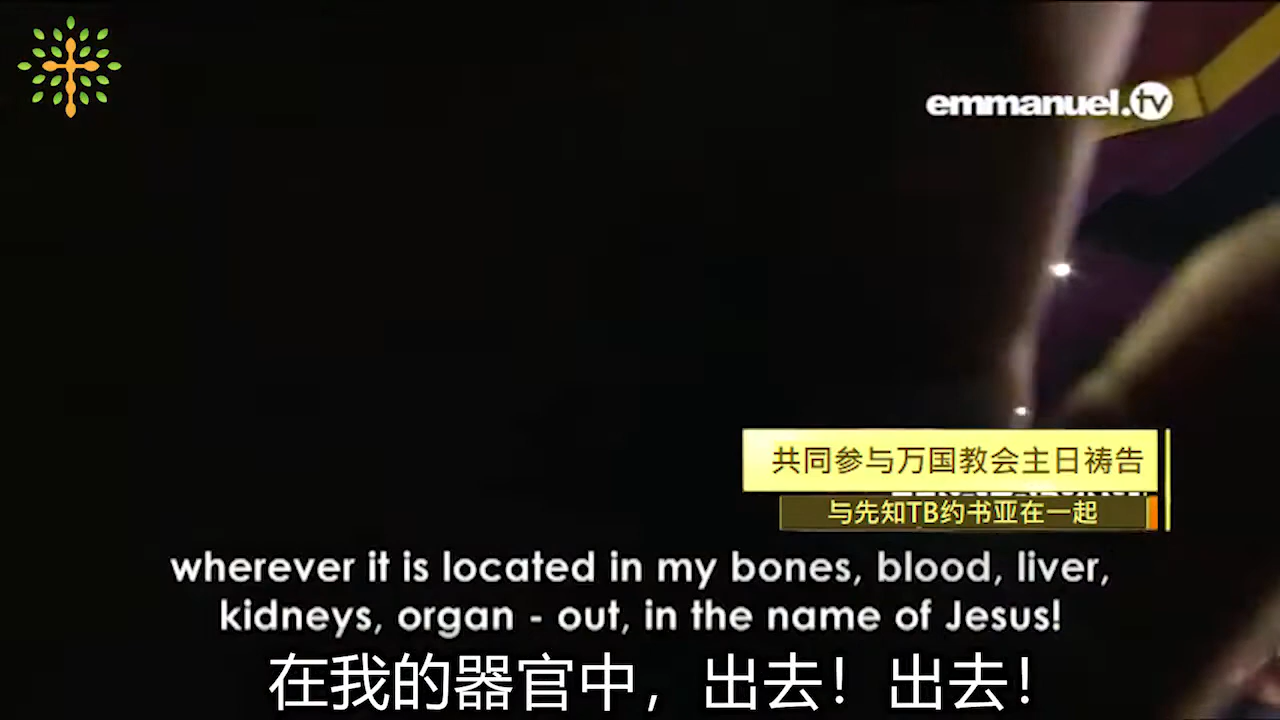 emmanuel.tv
共同参与万国教会主日祷告
与先知TB约书亚在一起
wherever it is located in my bones, blood, liver,
kidneys, organ - out, in the name of Jesus!
在我的器官中，出去！出去！